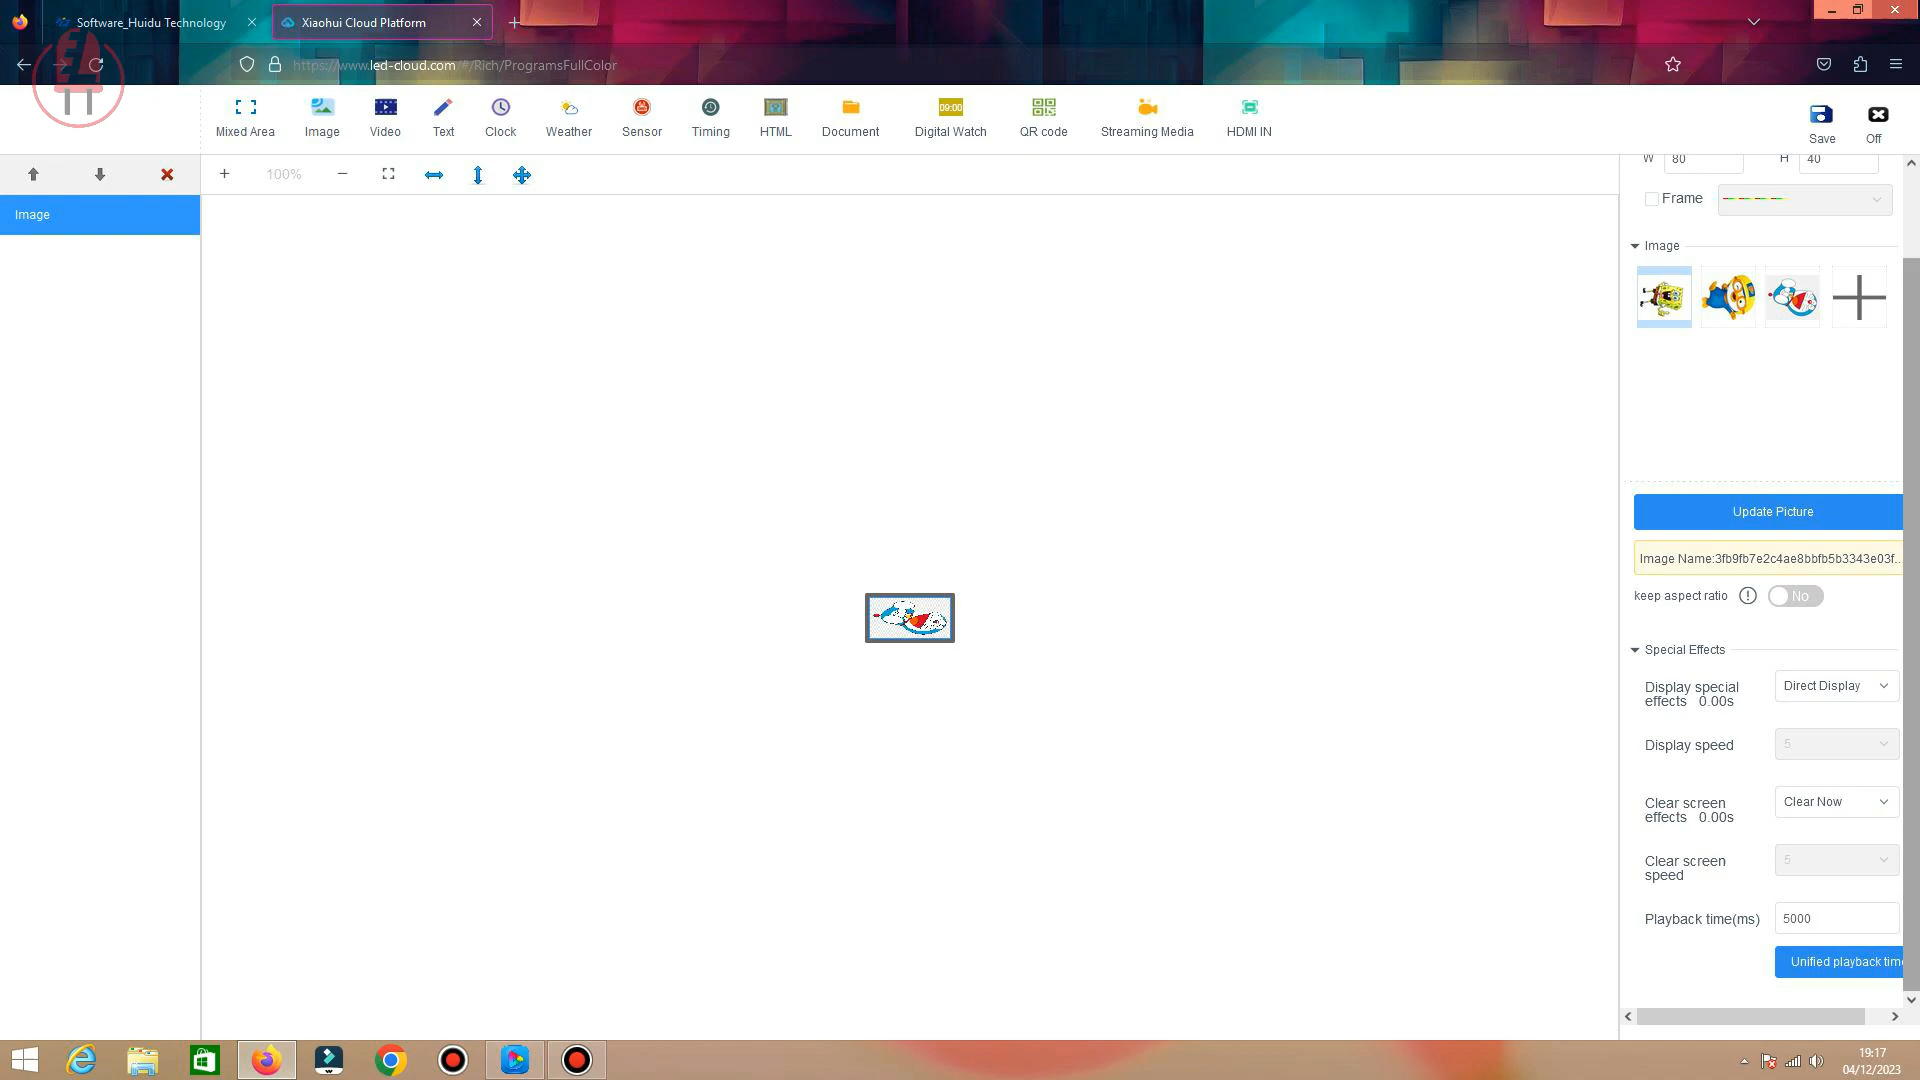 Software_Huidu Technology
Xiaohui Cloud Platform
https://www.led-cloud.com/#/Rich/ProgramsFullColor
Mixed Area
Image
Video
Text
Clock
Weather
Sensor
Timing
HTML
Document
09:00
Digital Watch
QR code
Streaming Media
HDMI IN
Save
Off
100%
W 80 H 40
Image
Frame
Image
Update Picture
Image Name:3fb9fb7e2c4ae8bbfb5b3343e03f...
keep aspect ratio No
Special Effects
Display special
effects 0.00s
Direct Display
Display speed
5
Clear screen
effects 0.00s
Clear Now
Clear screen
speed
5
Playback time(ms)
5000
Unified playback time
19:17
04/12/2023